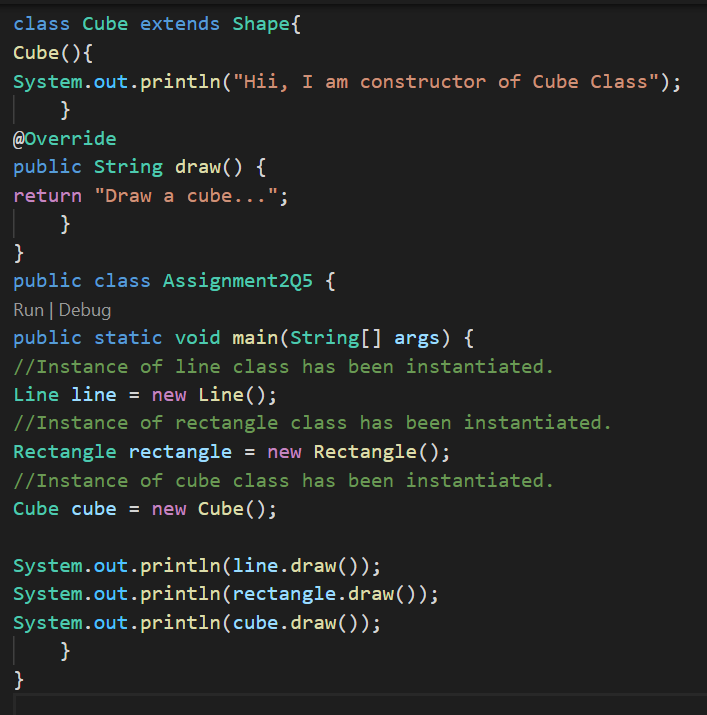 class Cube extends Shape{
Cube(){
System.out.println("Hii, I am constructor of Cube Class");
    }
@Override
public String draw() {
return "Draw a cube...";
    }
}
public class Assignment2Q5 {
Run | Debug
public static void main(String[] args) {
//Instance of line class has been instantiated.
Line line = new Line();
//Instance of rectangle class has been instantiated.
Rectangle rectangle = new Rectangle();
//Instance of cube class has been instantiated.
Cube cube = new Cube();

System.out.println(line.draw());
System.out.println(rectangle.draw());
System.out.println(cube.draw());
    }
}